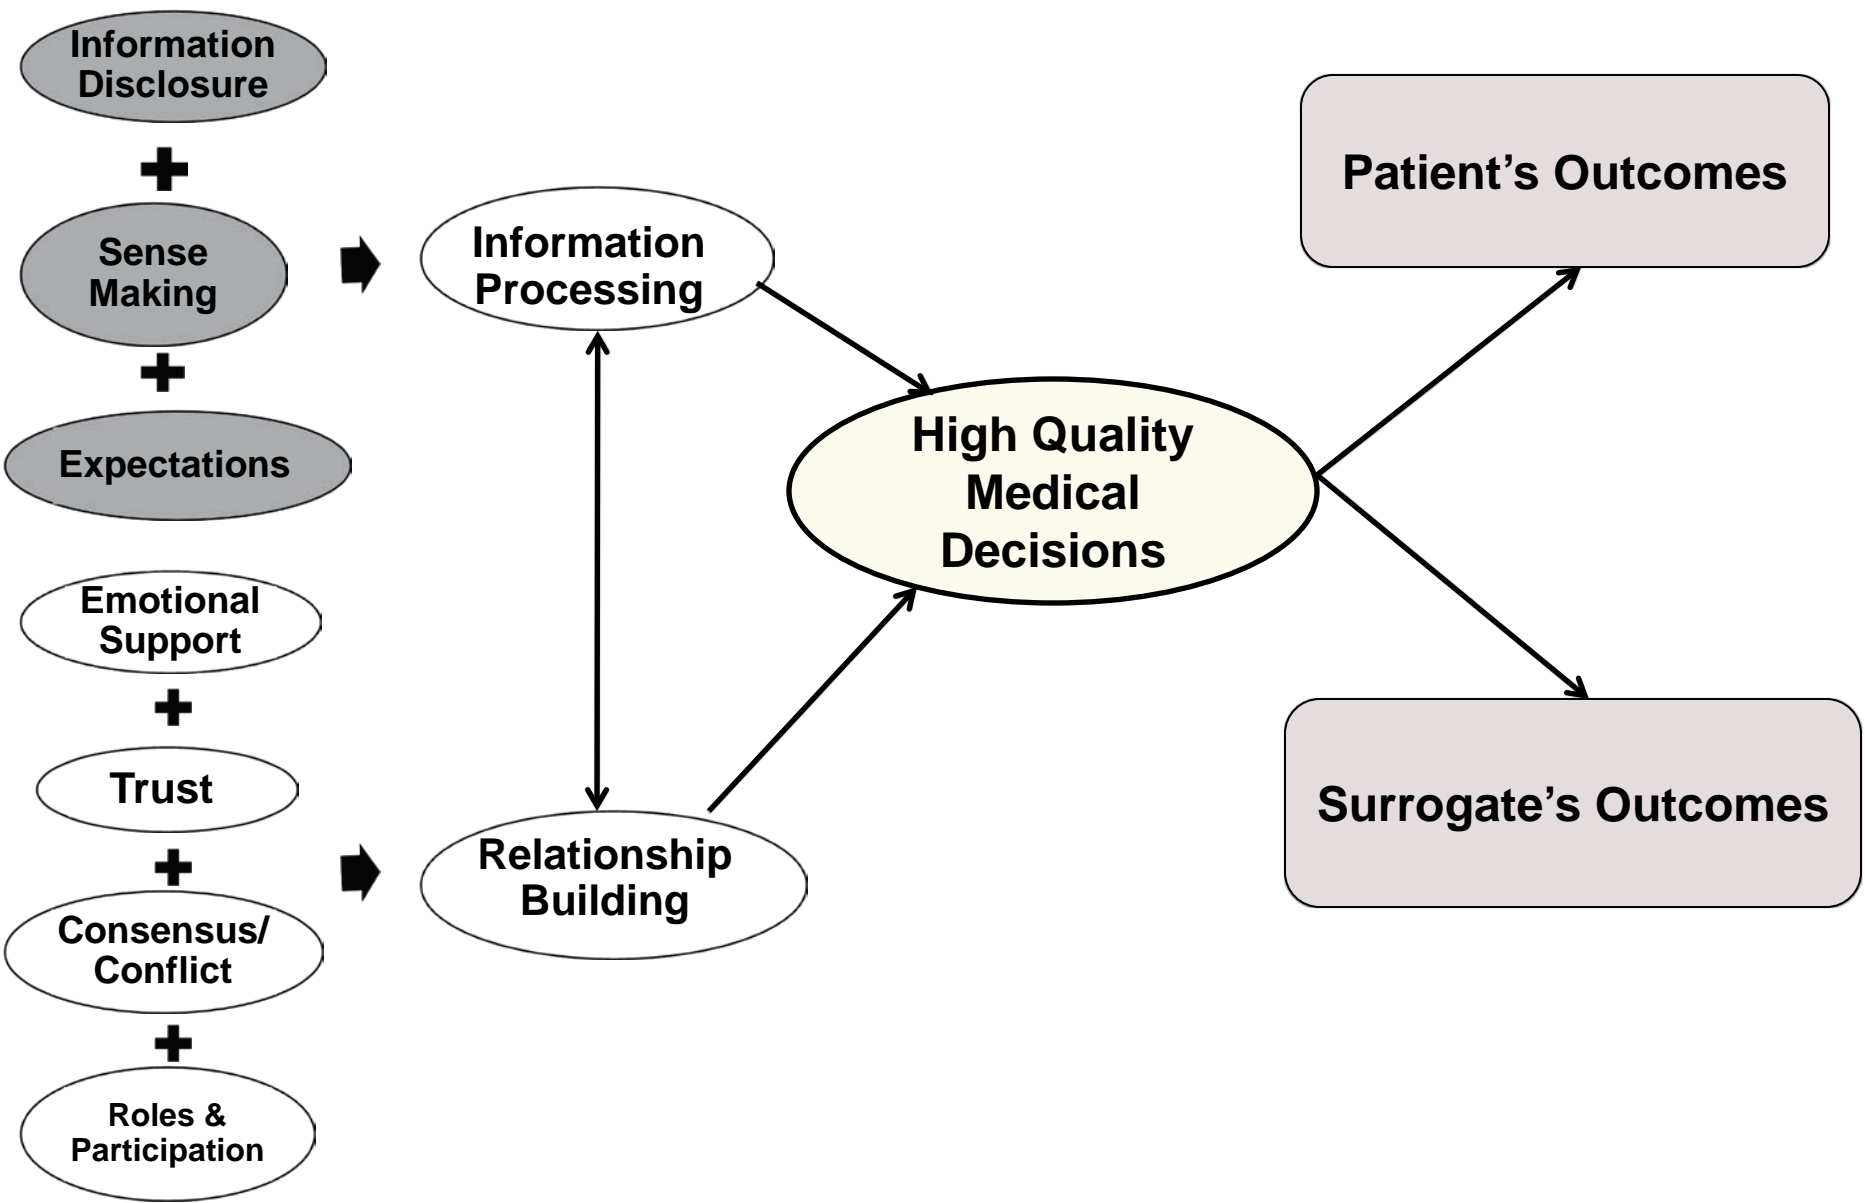 Information
Disclosure
Sense
Making
Expectations
Emotional
Support
Trust
Consensus/
Conflict
Roles &
Participation
Information
Processing
Relationship
Building
High Quality
Medical
Decisions
Patient’s Outcomes
Surrogate’s Outcomes